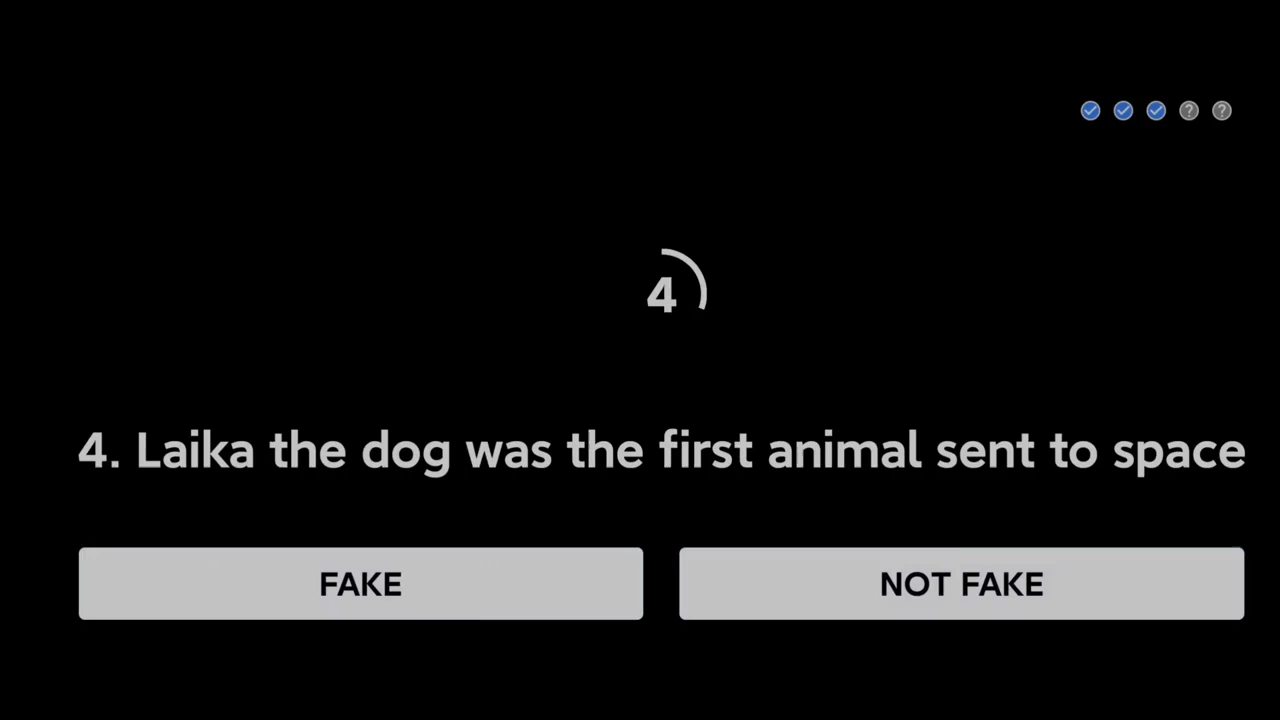 ? ?
4
4. Laika the dog was the first animal sent to space
FAKE
NOT FAKE